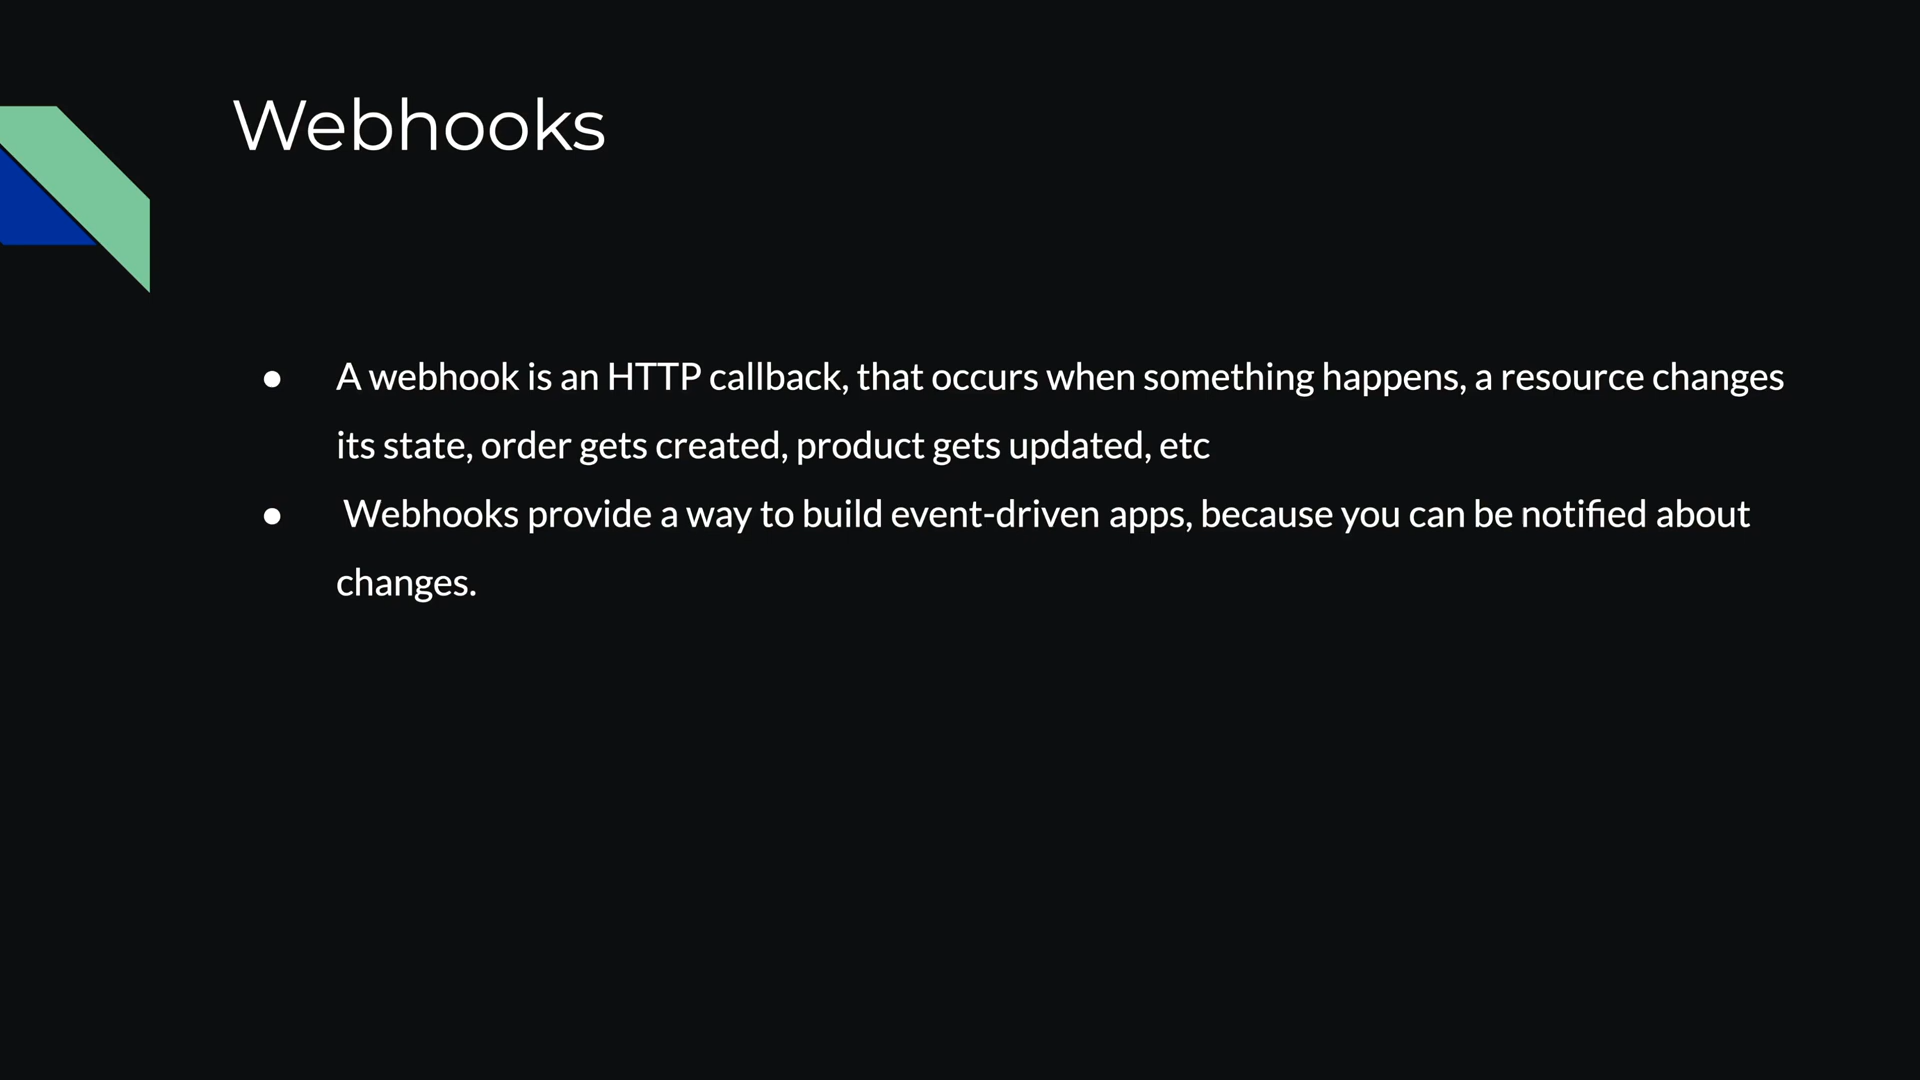 Webhooks
● A webhook is an HTTP callback, that occurs when something happens, a resource changes
its state, order gets created, product gets updated, etc
● Webhooks provide a way to build event-driven apps, because you can be notified about
changes.